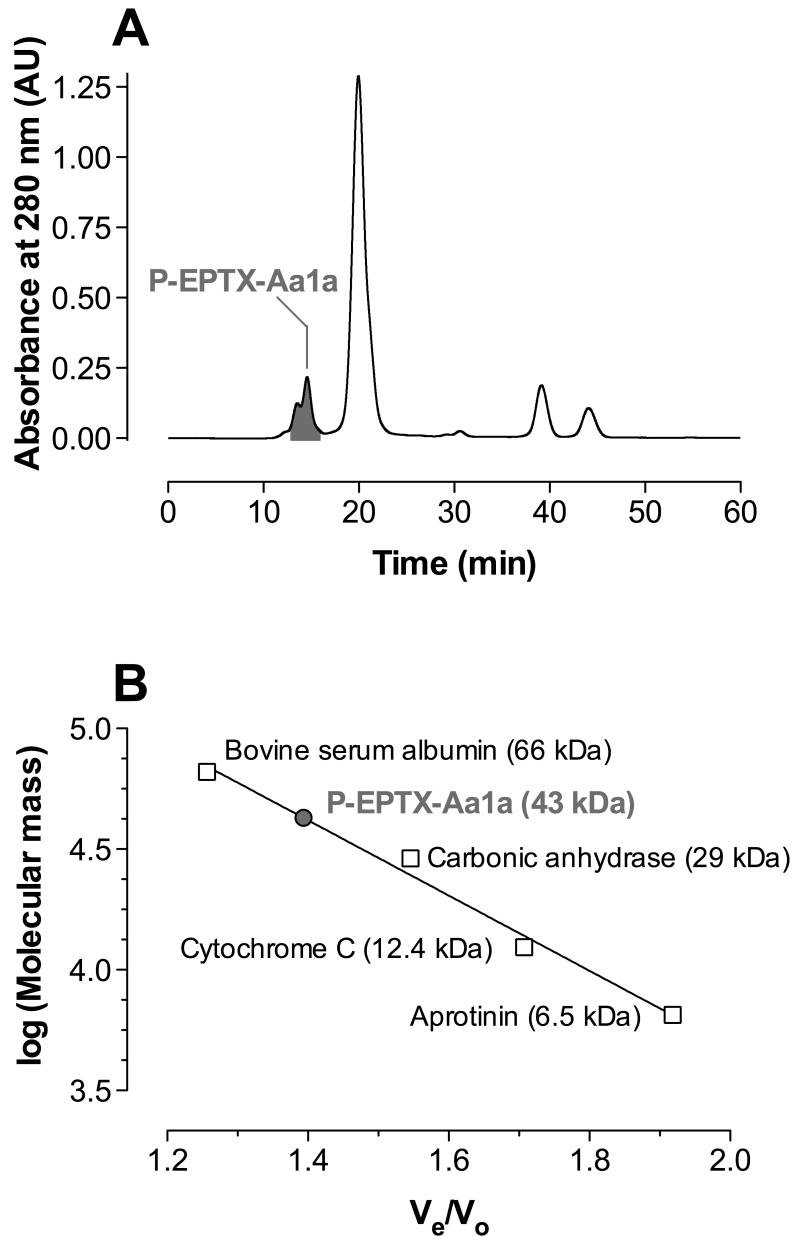 A
Absorbance at 280 nm (AU)
1.25
1.00
0.75
0.50
0.25
0.00
P-EPTX-Aa1a
0 10 20 30 40 50 60
Time (min)
B
log (Molecular mass)
5.0
4.5
4.0
3.5
Bovine serum albumin (66 kDa)
P-EPTX-Aa1a (43 kDa)
Carbonic anhydrase (29 kDa)
Cytochrome C (12.4 kDa)
Aprotinin (6.5 kDa)
1.2 1.4 1.6 1.8 2.0
Ve/Vo